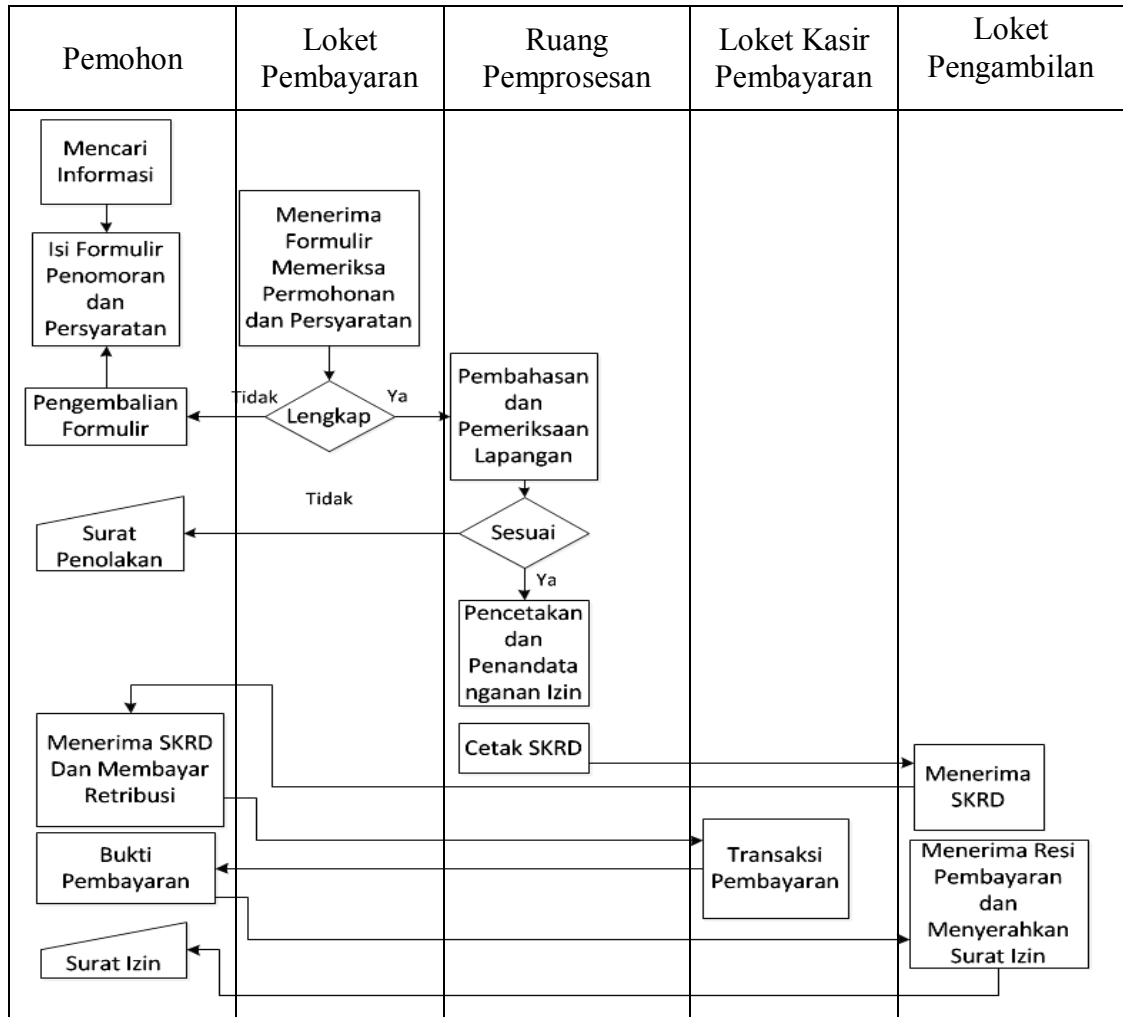 Pemohon
Loket
Pembayaran
Ruang
Pemprosesan
Loket Kasir
Pembayaran
Loket
Pengambilan
Mencari
Informasi
Isi Formulir
Penomoran
dan
Persyaratan
Pengembalian
Formulir
Menerima
Formulir
Memeriksa
Permohonan
dan Persyaratan
Tidak
Lengkap
Ya
Pembahasan
dan
Pemeriksaan
Lapangan
Tidak
Sesuai
Surat
Penolakan
Ya
Pencetakan
dan
Penandata
nganan Izin
Cetak SKRD
Menerima SKRD
Dan Membayar
Retribusi
Menerima
SKRD
Bukti
Pembayaran
Transaksi
Pembayaran
Menerima Resi
Pembayaran
dan
Menyerahkan
Surat Izin
Surat Izin